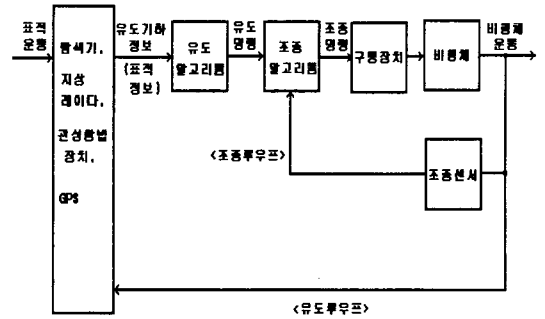 표적
운동
탐색기,
지상
레이다,
관성항법
장치,
GPS
유도기하
정보
(표적
정보)
유도
알고리듬
유도
명령
조종
알고리듬
조종
명령
구동장치
비행체
비행체
운동
조종센서
<조종루우프>
<유도루우프>